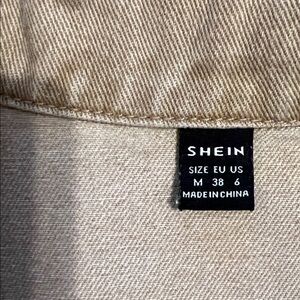 SHEIN
SIZE EU US
M 38 6
MADE IN CHINA